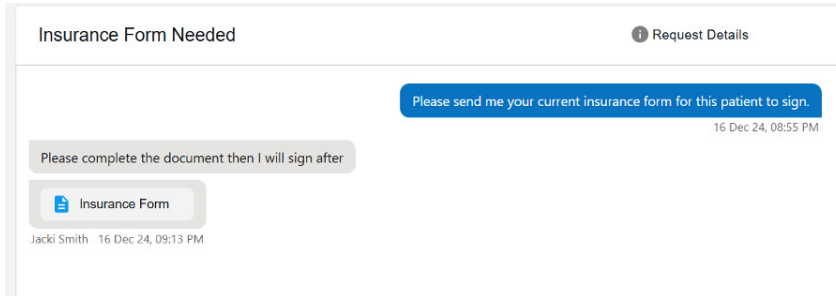 Insurance Form Needed
Request Details
Please send me your current insurance form for this patient to sign.
16 Dec 24, 08:55 PM
Please complete the document then I will sign after
Insurance Form
Jacki Smith 16 Dec 24, 09:13 PM